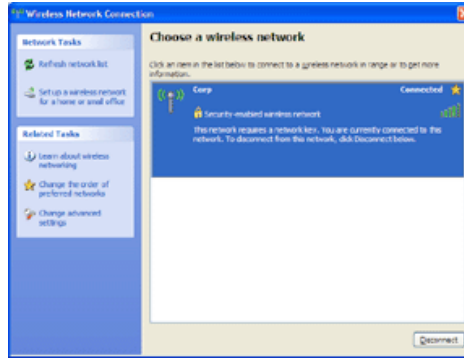 Wireless Network Connection
Network Tasks
Refresh network list
Set up a wireless network
for a home or small office
Related Tasks
Learn about wireless
networking
Change the order of
preferred networks
Change advanced
settings
Choose a wireless network
Click an item in the list below to connect to a wireless network in range or to get more
information.
Corp
Connected
Security-enabled wireless network
This network requires a network key. You are currently connected to this
network. To disconnect from this network, click Disconnect below.
Disconnect